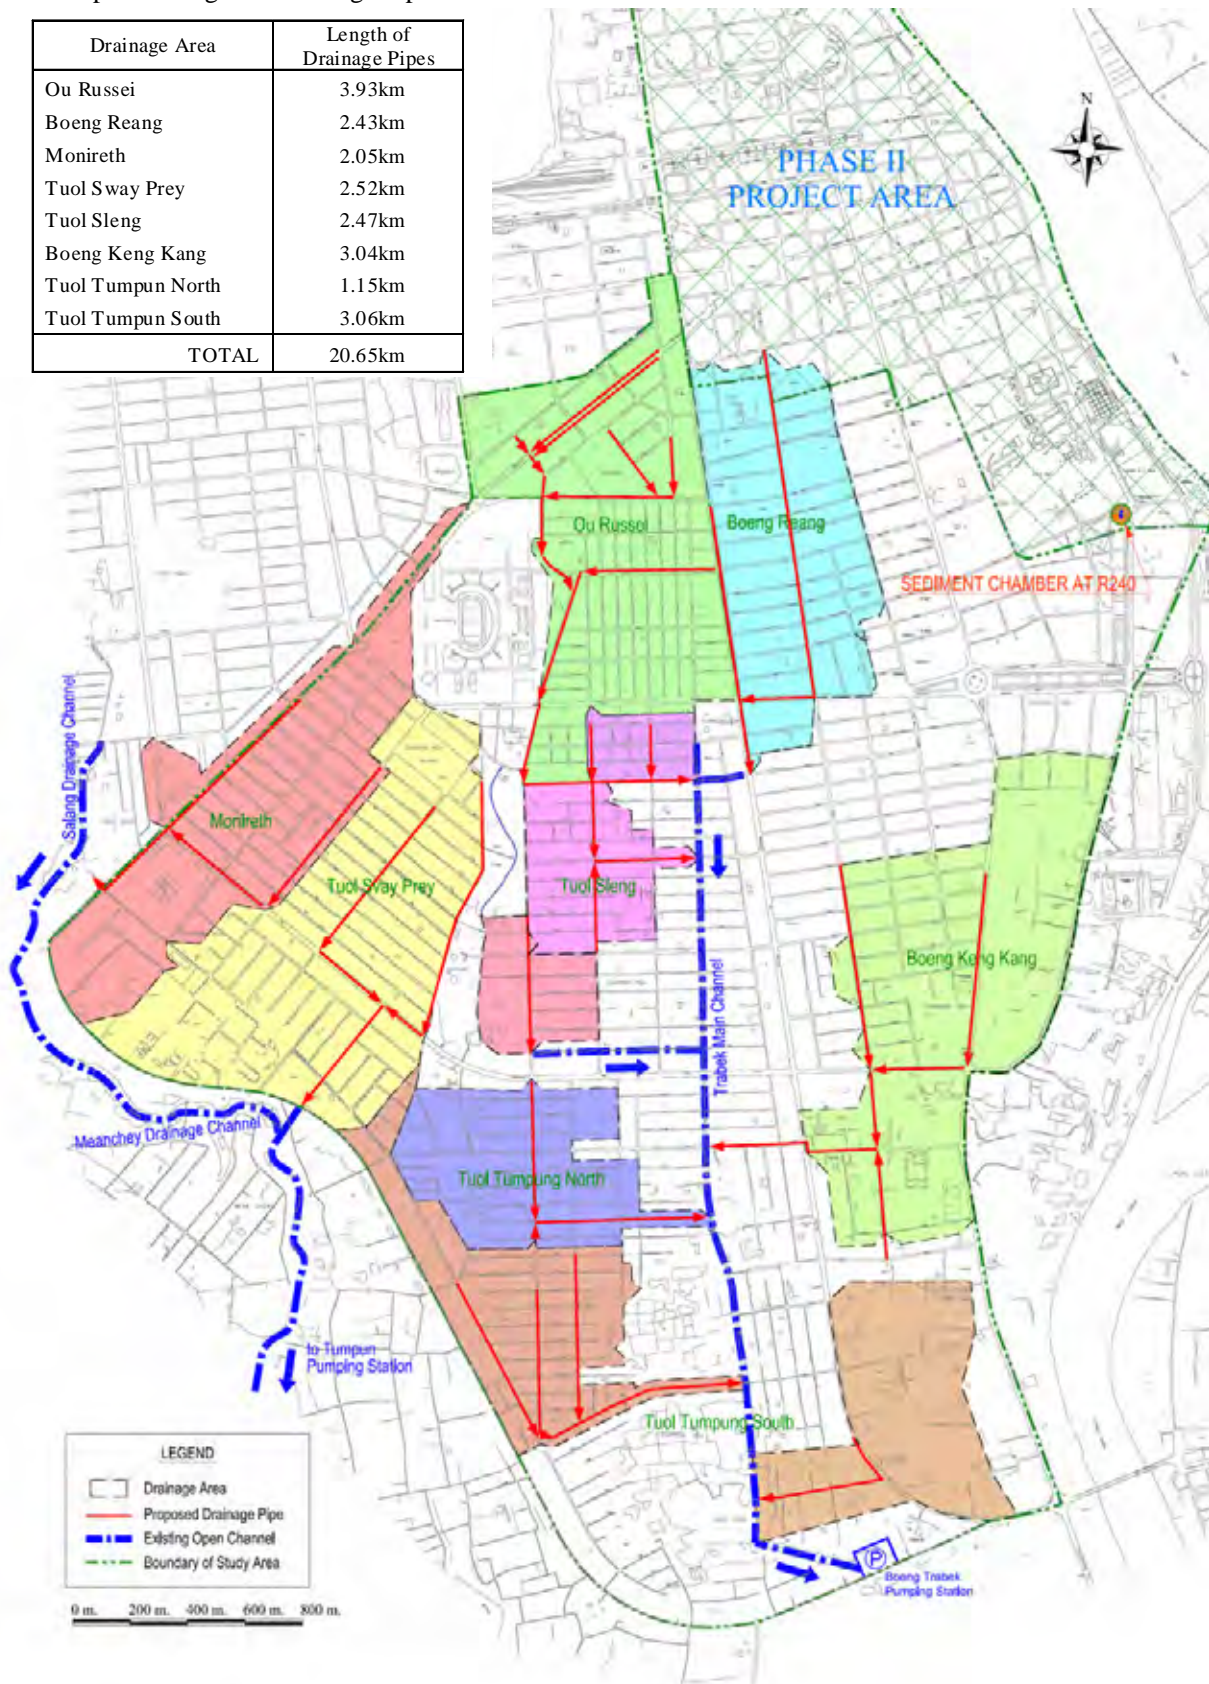 Drainage Area
Length of
Drainage Pipes
Ou Russei 3.93km
Boeng Reang 2.43km
Monireth 2.05km
Tuol Sway Prey 2.52km
Tuol Sleng 2.47km
Boeng Keng Kang 3.04km
Tuol Tumpun North 1.15km
Tuol Tumpun South 3.06km
TOTAL 20.65km
N
PHASE II
PROJECT AREA
Ou Russei
Boeng Reang
SEDIMENT CHAMBER AT R240
Salang Drainage Channel
Monireth
Tuol Svay Prey
Tuol Sleng
Boeng Keng Kang
Trabek Main Channel
Meanchey Drainage Channel
Tuol Tumpung North
to Tumpun
Pumping Station
Tuol Tumpung South
LEGEND
Drainage Area
Proposed Drainage Pipe
Existing Open Channel
Boundary of Study Area
P
Boeng Trabek
Pumping Station
0 m. 200 m. 400 m. 600 m. 800 m.